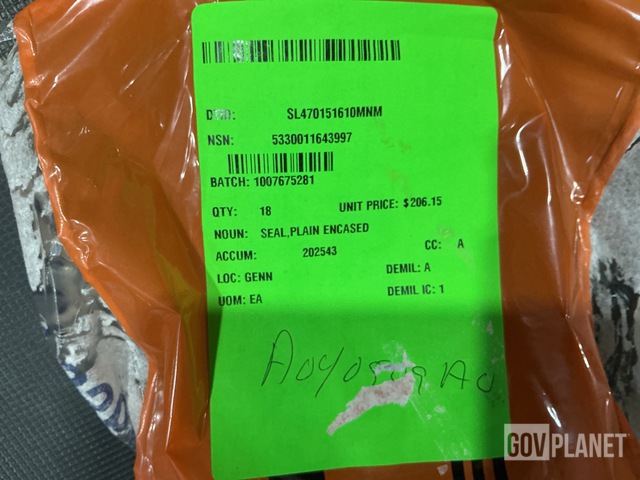 DTID: SL470151610MNM
NSN: 5330011643997
BATCH: 1007675281
QTY: 18 UNIT PRICE: $206.15
NOUN: SEAL,PLAIN ENCASED
ACCUM: 202543 CC: A
LOC: GENN DEMIL: A
UOM: EA DEMIL IC: 1
GOVPLANET